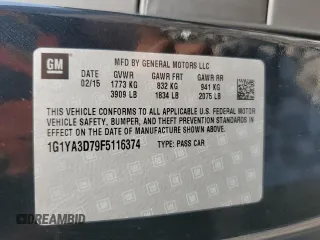 GM
MFD BY GENERAL MOTORS LLC
DATE GVWR GAWR FRT GAWR RR
02/15 1773 KG 832 KG 941 KG
3909 LB 1834 LB 2075 LB
THIS VEHICLE CONFORMS TO ALL APPLICABLE U.S. FEDERAL MOTOR
VEHICLE SAFETY, BUMPER, AND THEFT PREVENTION STANDARDS
IN EFFECT ON THE DATE OF MANUFACTURE SHOWN ABOVE.
1G1YA3D79F5116374 TYPE: PASS CAR
BIDHISTORY